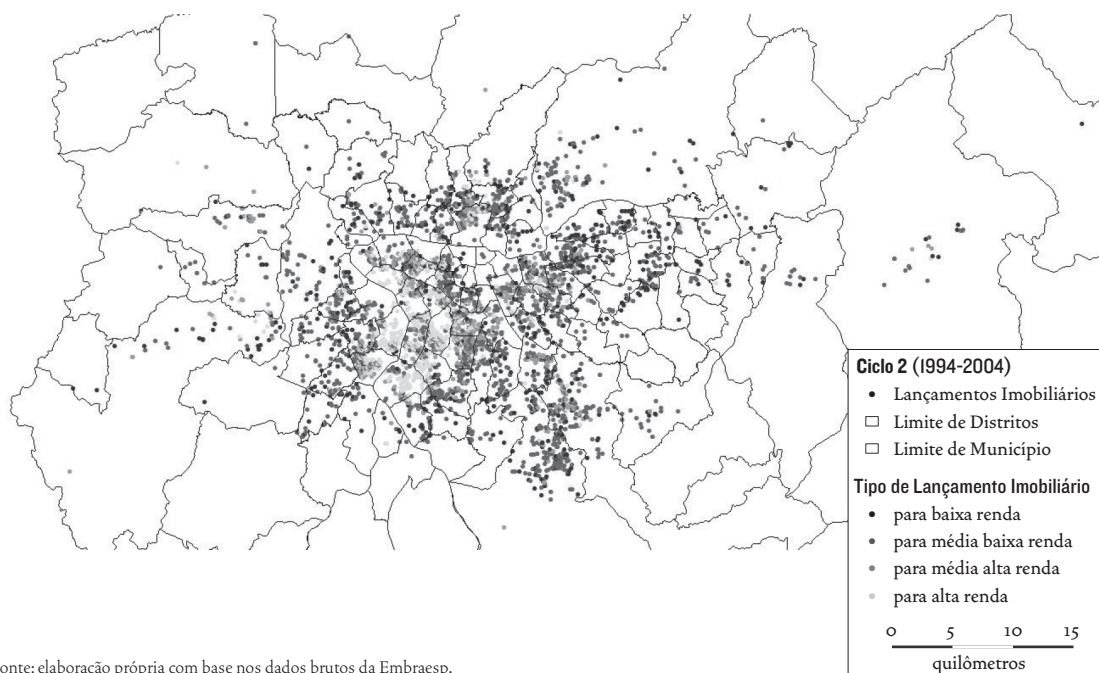 Ciclo 2 (1994-2004)
Lançamentos Imobiliários
Limite de Distritos
Limite de Município
Tipo de Lançamento Imobiliário
para baixa renda
para média baixa renda
para média alta renda
para alta renda
0 5 10 15
quilômetros
onte: elaboração própria com base nos dados brutos da Embraesp.